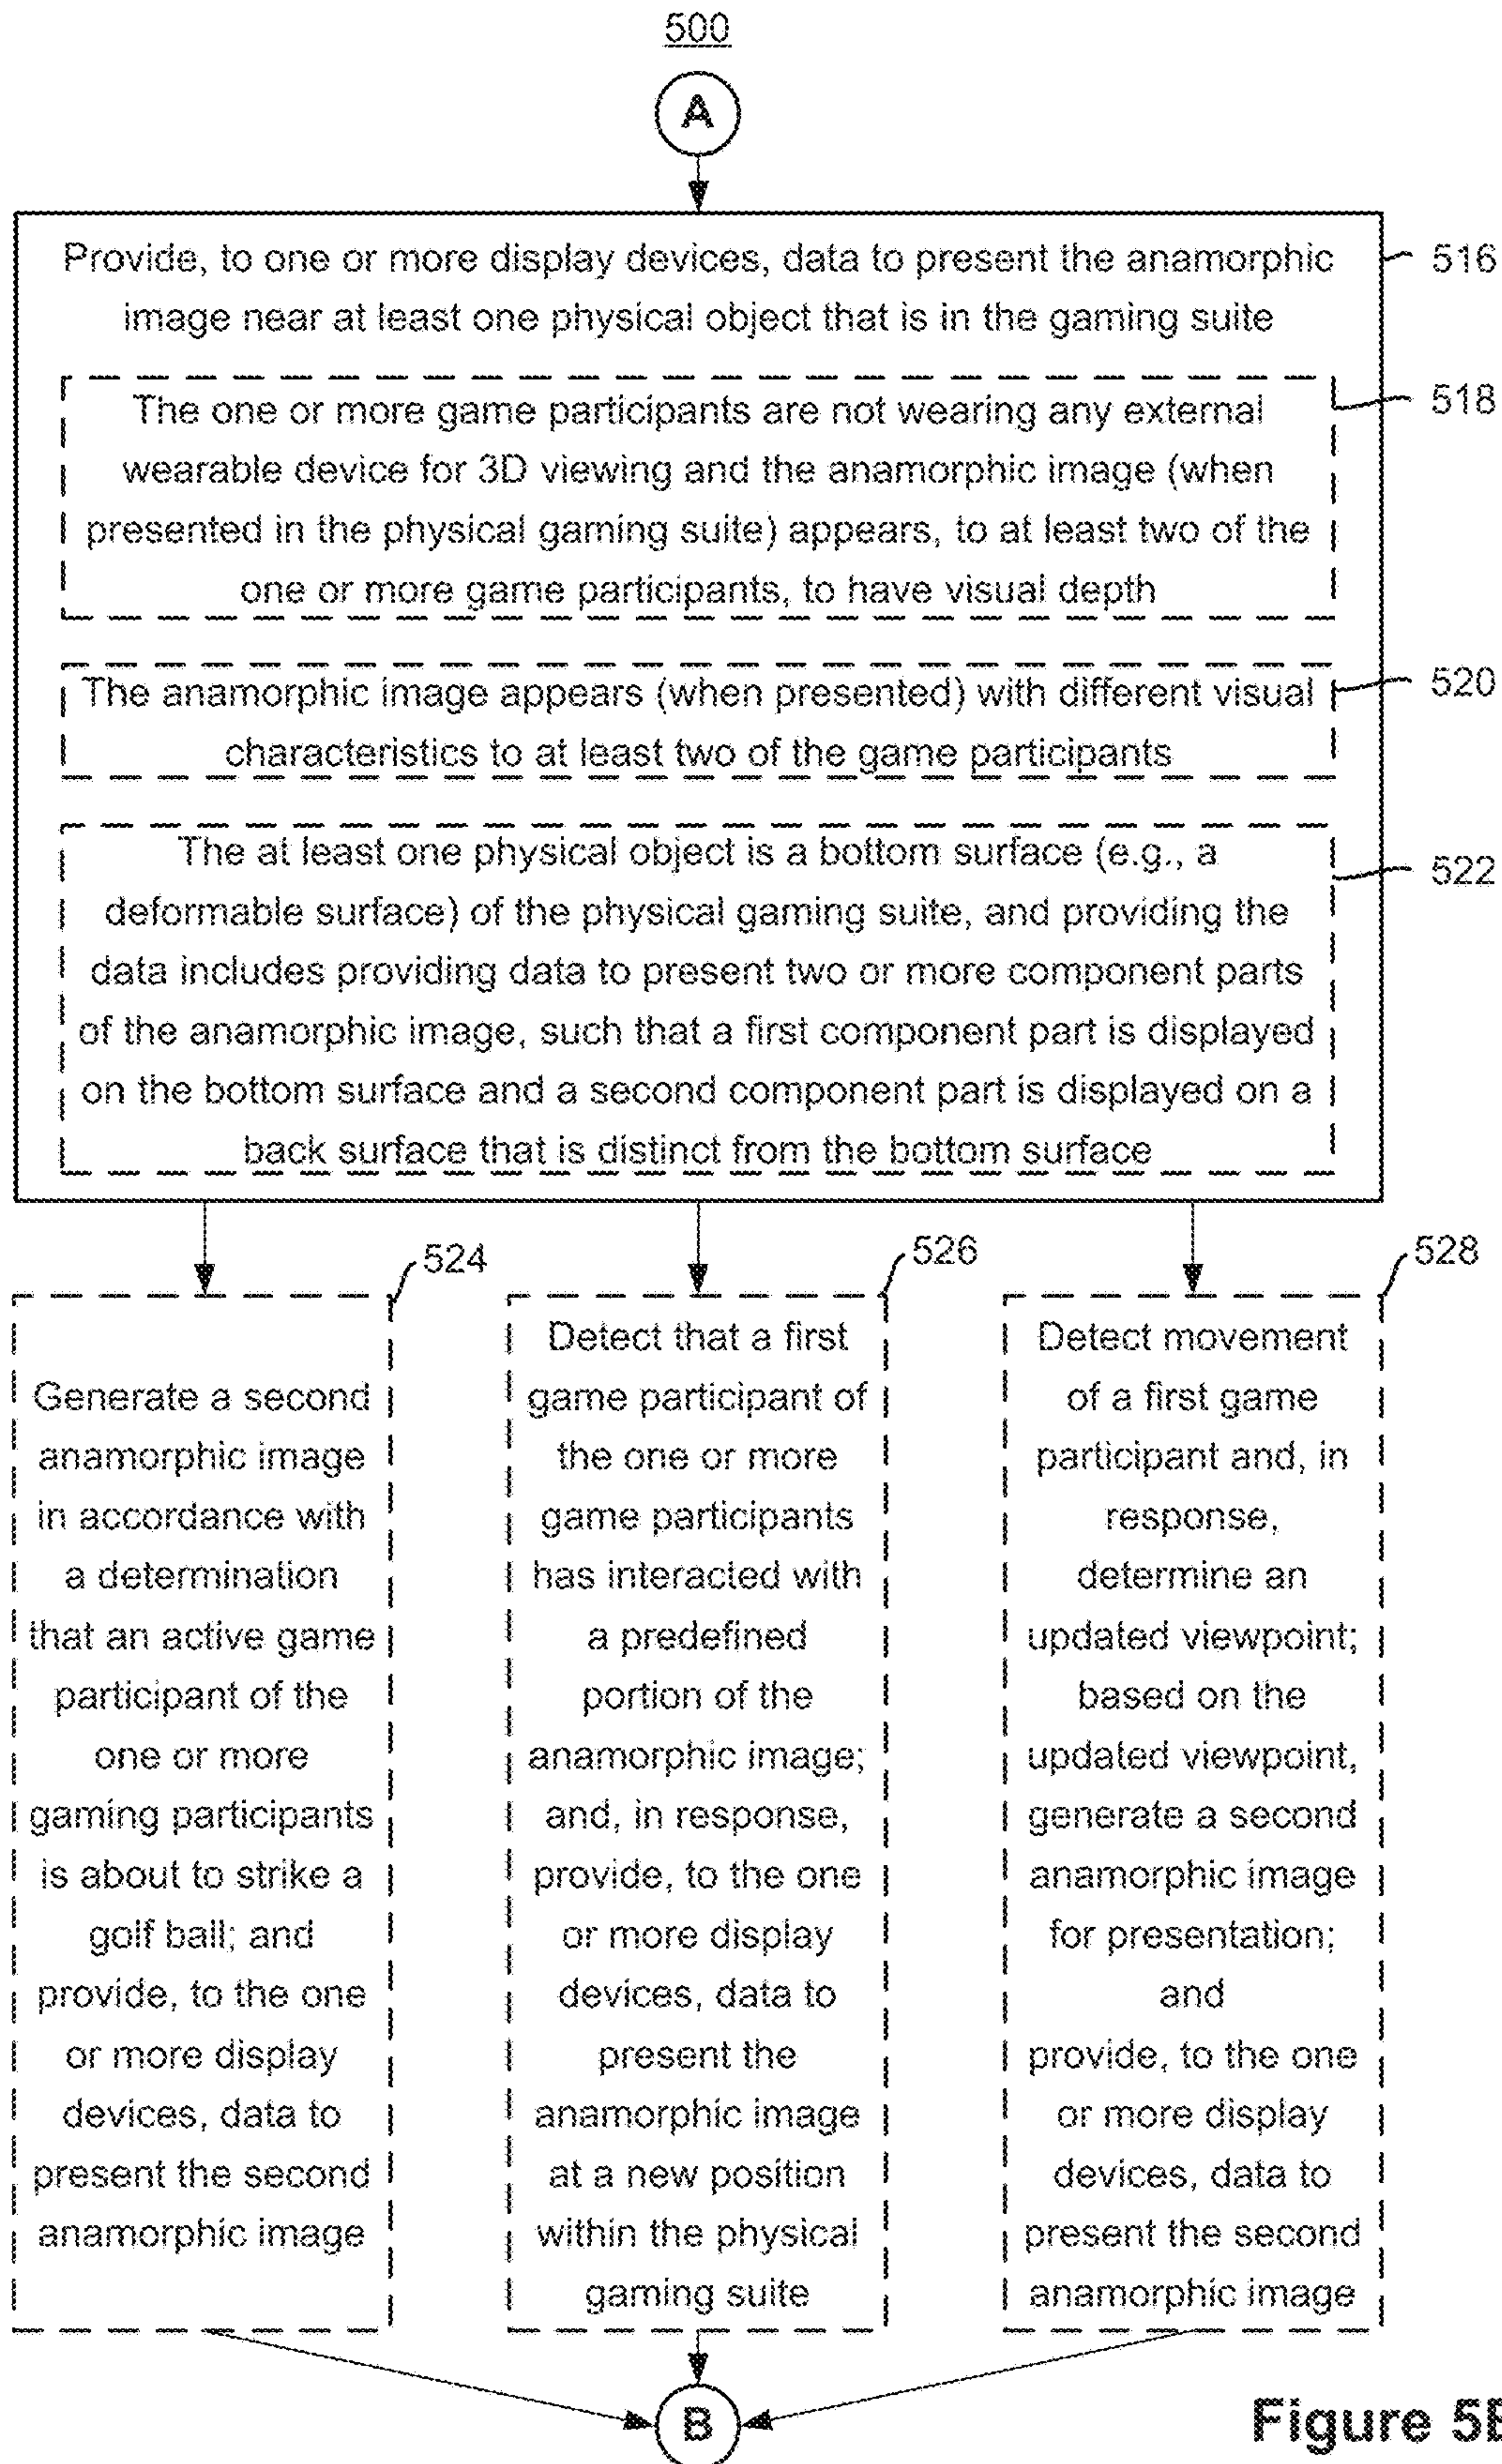 500
A
Provide, to one or more display devices, data to present the anamorphic
image near at least one physical object that is in the gaming suite
516
The one or more game participants are not wearing any external
wearable device for 3D viewing and the anamorphic image (when
presented in the physical gaming suite) appears, to at least two of the
one or more game participants, to have visual depth
518
The anamorphic image appears (when presented) with different visual
characteristics to at least two of the game participants
520
The at least one physical object is a bottom surface (e.g., a
deformable surface) of the physical gaming suite, and providing the
data includes providing data to present two or more component parts
of the anamorphic image, such that a first component part is displayed
on the bottom surface and a second component part is displayed on a
back surface that is distinct from the bottom surface
522
524
Generate a second
anamorphic image
in accordance with
a determination
that an active game
participant of the
one or more
gaming participants
is about to strike a
golf ball; and
provide, to the one
or more display
devices, data to
present the second
anamorphic image
526
Detect that a first
game participant of
the one or more
game participants
has interacted with
a predefined
portion of the
anamorphic image;
and, in response,
provide, to the one
or more display
devices, data to
present the
anamorphic image
at a new position
within the physical
gaming suite
528
Detect movement
of a first game
participant and, in
response,
determine an
updated viewpoint;
based on the
updated viewpoint,
generate a second
anamorphic image
for presentation;
and
provide, to the one
or more display
devices, data to
present the second
anamorphic image
B
Figure 5B